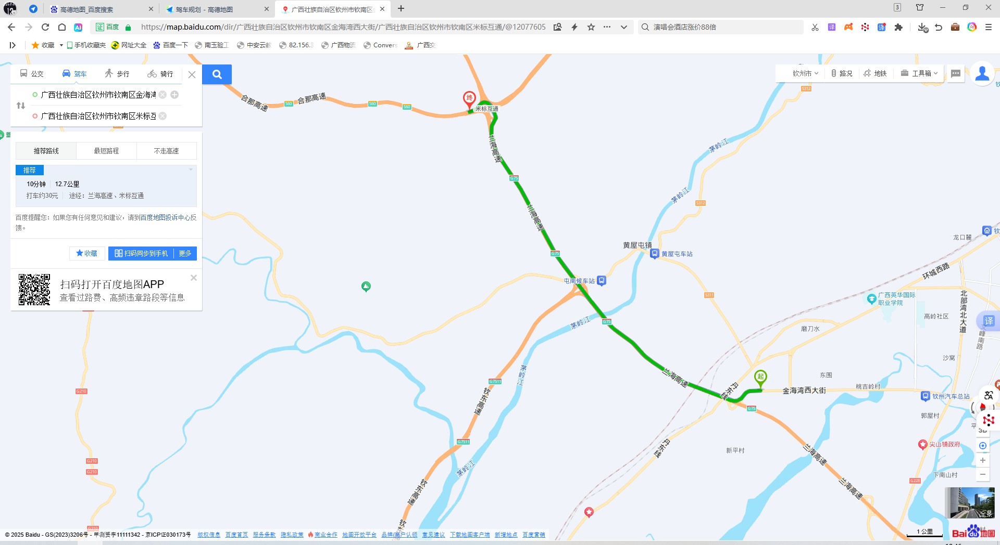 高德地图_百度搜索
驾车规划 - 高德地图
广西壮族自治区钦州市钦南区
3
证 百度
https://map.baidu.com/dir/广西壮族自治区钦州市钦南区金海湾西大街//广西壮族自治区钦州市钦南区米标互通/@12077605
演唱会酒店涨价88倍
收藏
手机收藏夹
网址大全
百度一下
南玉验工
中安云教
82.156.3
广西物流
Convers
广西交
公交
驾车
步行
骑行
广西壮族自治区钦州市钦南区金海湾
广西壮族自治区钦州市钦南区米标互
推荐路线
最短路程
不走高速
推荐
10分钟 12.7公里
打车约30元 途经：兰海高速、米标互通
百度提醒您：如果您有任何意见和建议，请到百度地图投诉中心反
馈。
收藏
扫码同步到手机
更多
扫码打开百度地图APP
查看过路费、高频违章路段等信息
钦州市
路况
地铁
工具箱
合那高速
S60
合那高速
S60
S60
终
米标互通
兰海高速
G75
兰海高速
G75
S312
茅岭江
茅岭江
S312
黄屋屯镇
黄屋屯车站
屯南候车站
S311
茅岭江
G75
龙口麓
钦
环城西路
广西英华国际
职业学院
高岭社区
北部湾北大道
译
峰南路
磨刀水
沙窝
兰海高速
丹东线
起
东围
金海湾西大街
桃吉岭村
钦州汽车总站
G75
郭屋村
平
3D
尖山镇政府
新平村
丹东线
兰海高速
下南山村
G228
兰海高速
茅岭江
G7511
钦东高速
G7511
茅岭江
钦东高速
钦东
G210
G210
G210
G210
全景
1 公里
Baidu地图
© 2025 Baidu - GS(2023)3206号 - 甲测资字11111342 - 京ICP证030173号
版权信息
百度首页
服务条款
隐私政策
商业合作
地图开放平台
品牌/商户认领
意见建议
下载地图客户端
新增地点
百度营销